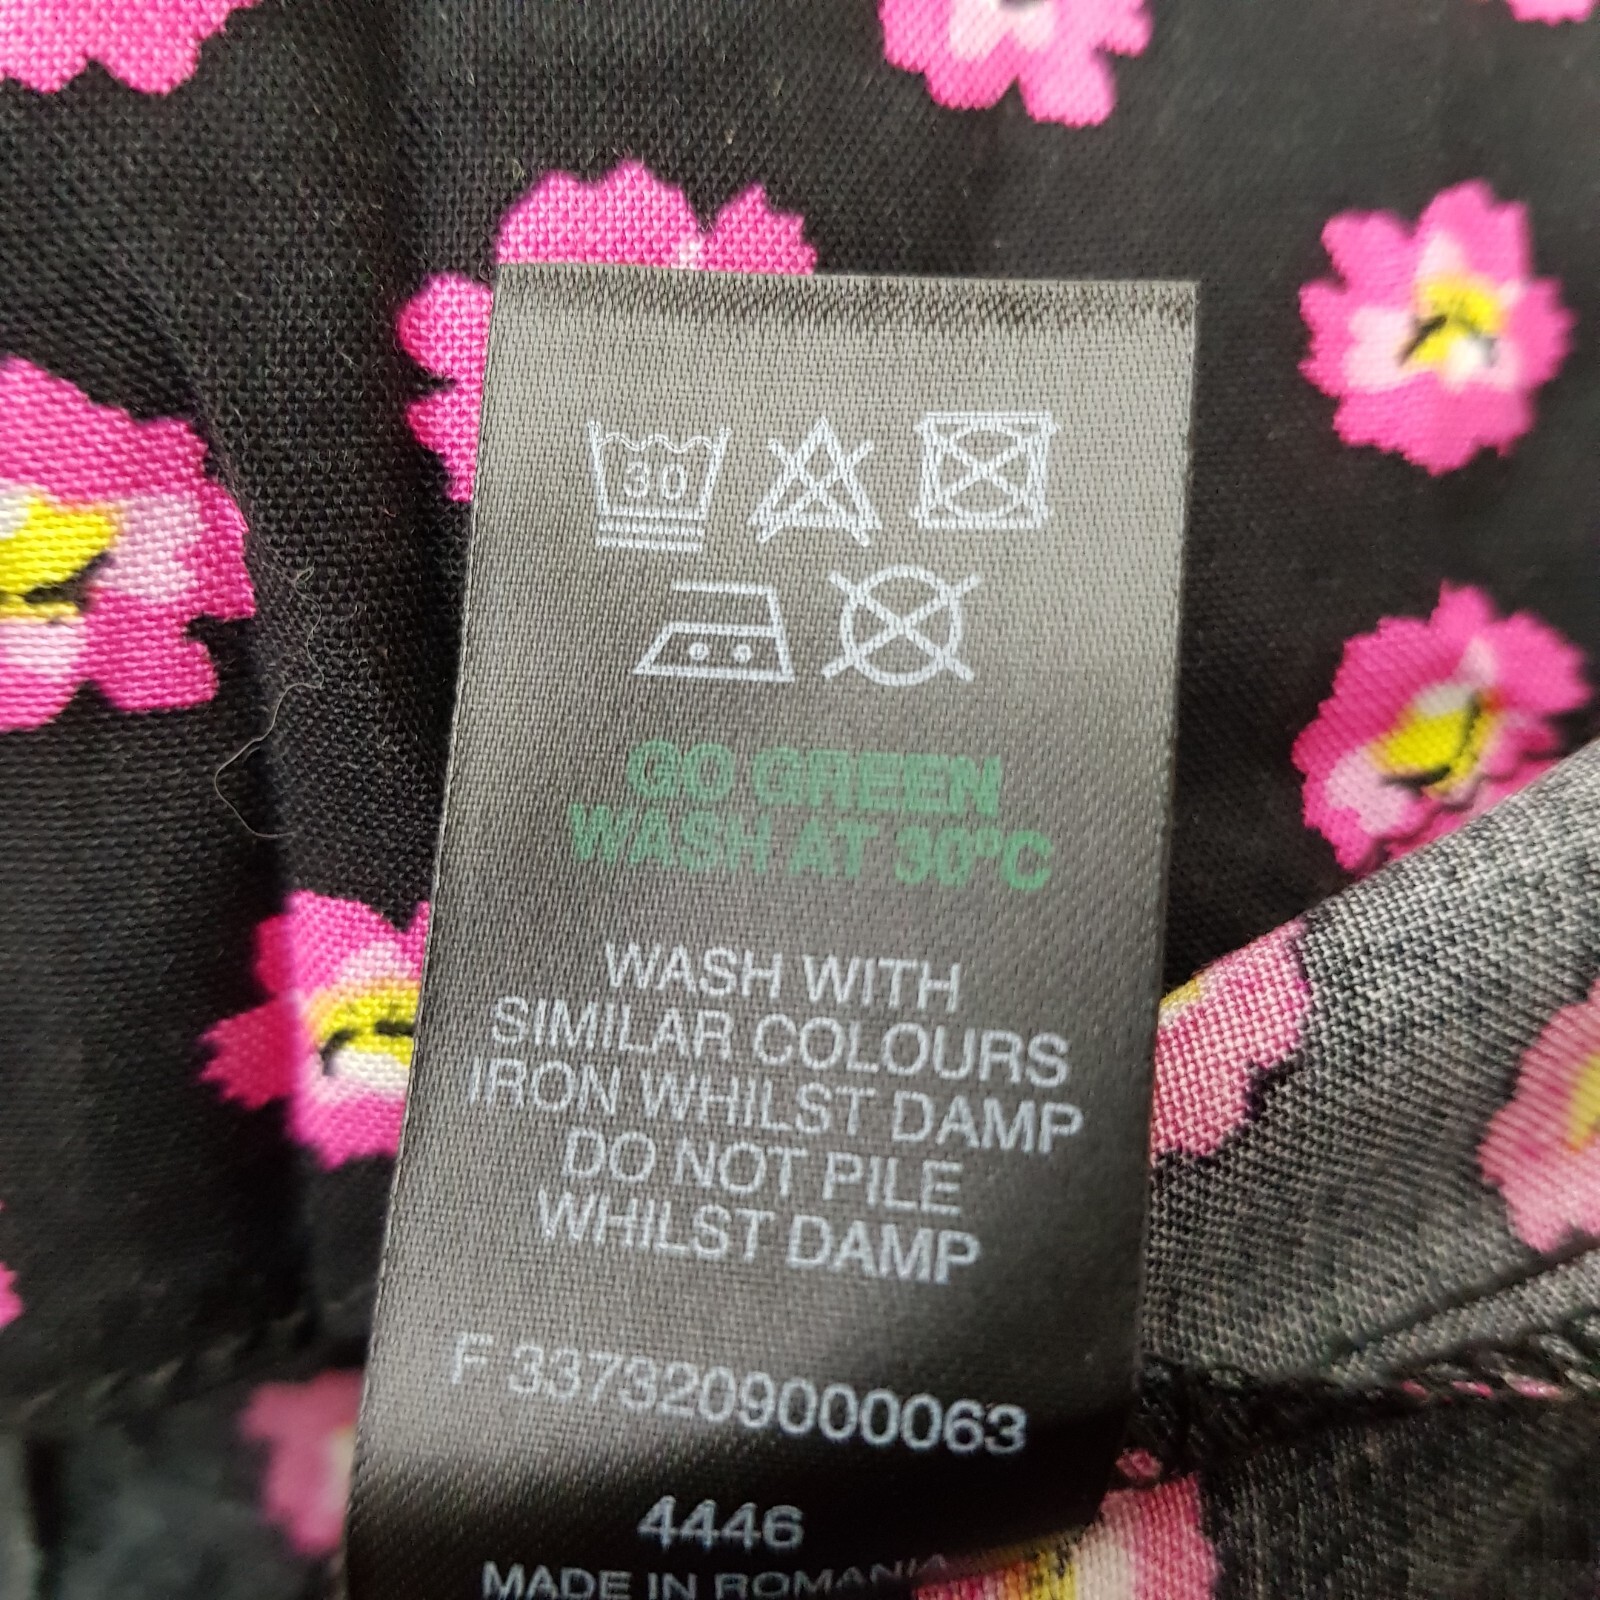 30
GO GREEN
WASH AT 30°C
WASH WITH
SIMILAR COLOURS
IRON WHILST DAMP
DO NOT PILE
WHILST DAMP
F 3373209000063
4446
MADE IN ROMANIA